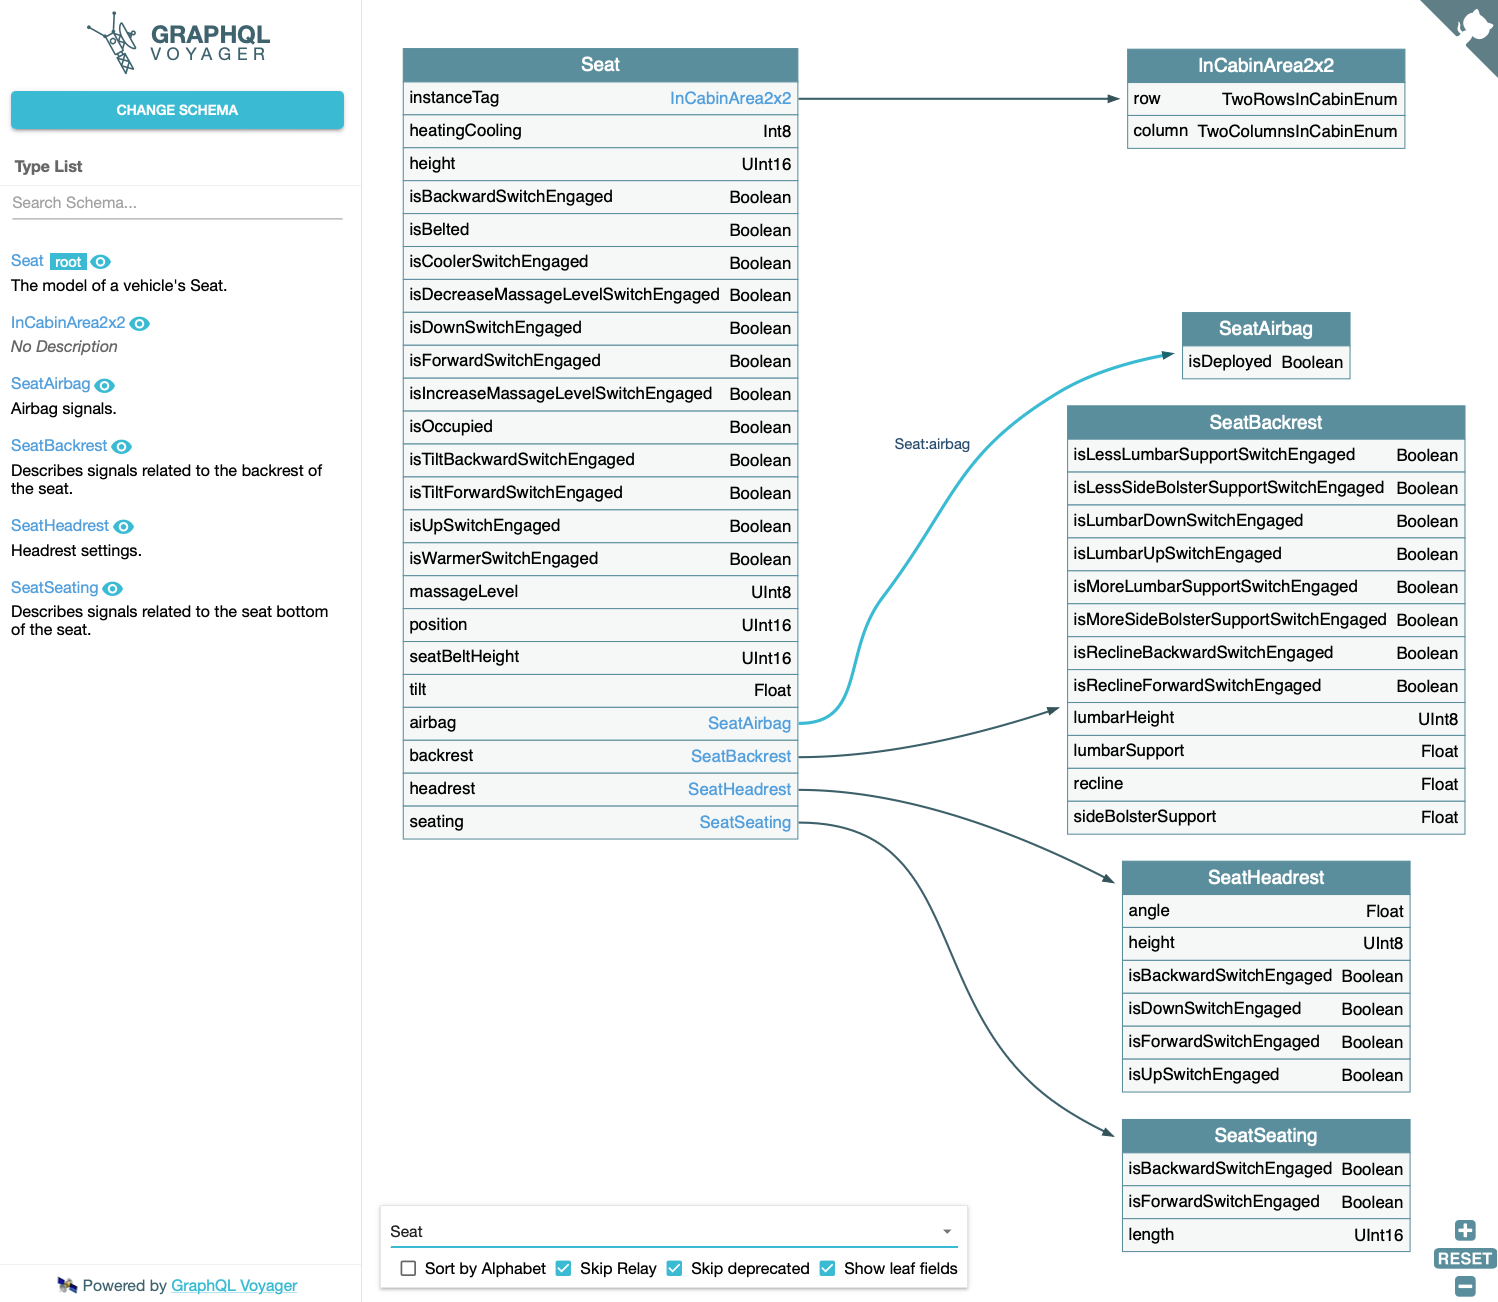 GRAPHQL
VOYAGER
CHANGE SCHEMA
Type List
Search Schema...
Seat root
The model of a vehicle's Seat.
InCabinArea2x2
No Description
SeatAirbag
Airbag signals.
SeatBackrest
Describes signals related to the backrest of
the seat.
SeatHeadrest
Headrest settings.
SeatSeating
Describes signals related to the seat bottom
of the seat.
Powered by GraphQL Voyager
Seat
instanceTag InCabinArea2x2
heatingCooling Int8
height UInt16
isBackwardSwitchEngaged Boolean
isBelted Boolean
isCoolerSwitchEngaged Boolean
isDecreaseMassageLevelSwitchEngaged Boolean
isDownSwitchEngaged Boolean
isForwardSwitchEngaged Boolean
isIncreaseMassageLevelSwitchEngaged Boolean
isOccupied Boolean
isTiltBackwardSwitchEngaged Boolean
isTiltForwardSwitchEngaged Boolean
isUpSwitchEngaged Boolean
isWarmerSwitchEngaged Boolean
massageLevel UInt8
position UInt16
seatBeltHeight UInt16
tilt Float
airbag SeatAirbag
backrest SeatBackrest
headrest SeatHeadrest
seating SeatSeating
Seat:airbag
InCabinArea2x2
row TwoRowsInCabinEnum
column TwoColumnsInCabinEnum
SeatAirbag
isDeployed Boolean
SeatBackrest
isLessLumbarSupportSwitchEngaged Boolean
isLessSideBolsterSupportSwitchEngaged Boolean
isLumbarDownSwitchEngaged Boolean
isLumbarUpSwitchEngaged Boolean
isMoreLumbarSupportSwitchEngaged Boolean
isMoreSideBolsterSupportSwitchEngaged Boolean
isReclineBackwardSwitchEngaged Boolean
isReclineForwardSwitchEngaged Boolean
lumbarHeight UInt8
lumbarSupport Float
recline Float
sideBolsterSupport Float
SeatHeadrest
angle Float
height UInt8
isBackwardSwitchEngaged Boolean
isDownSwitchEngaged Boolean
isForwardSwitchEngaged Boolean
isUpSwitchEngaged Boolean
SeatSeating
isBackwardSwitchEngaged Boolean
isForwardSwitchEngaged Boolean
length UInt16
Seat
Sort by Alphabet Skip Relay Skip deprecated Show leaf fields
RESET